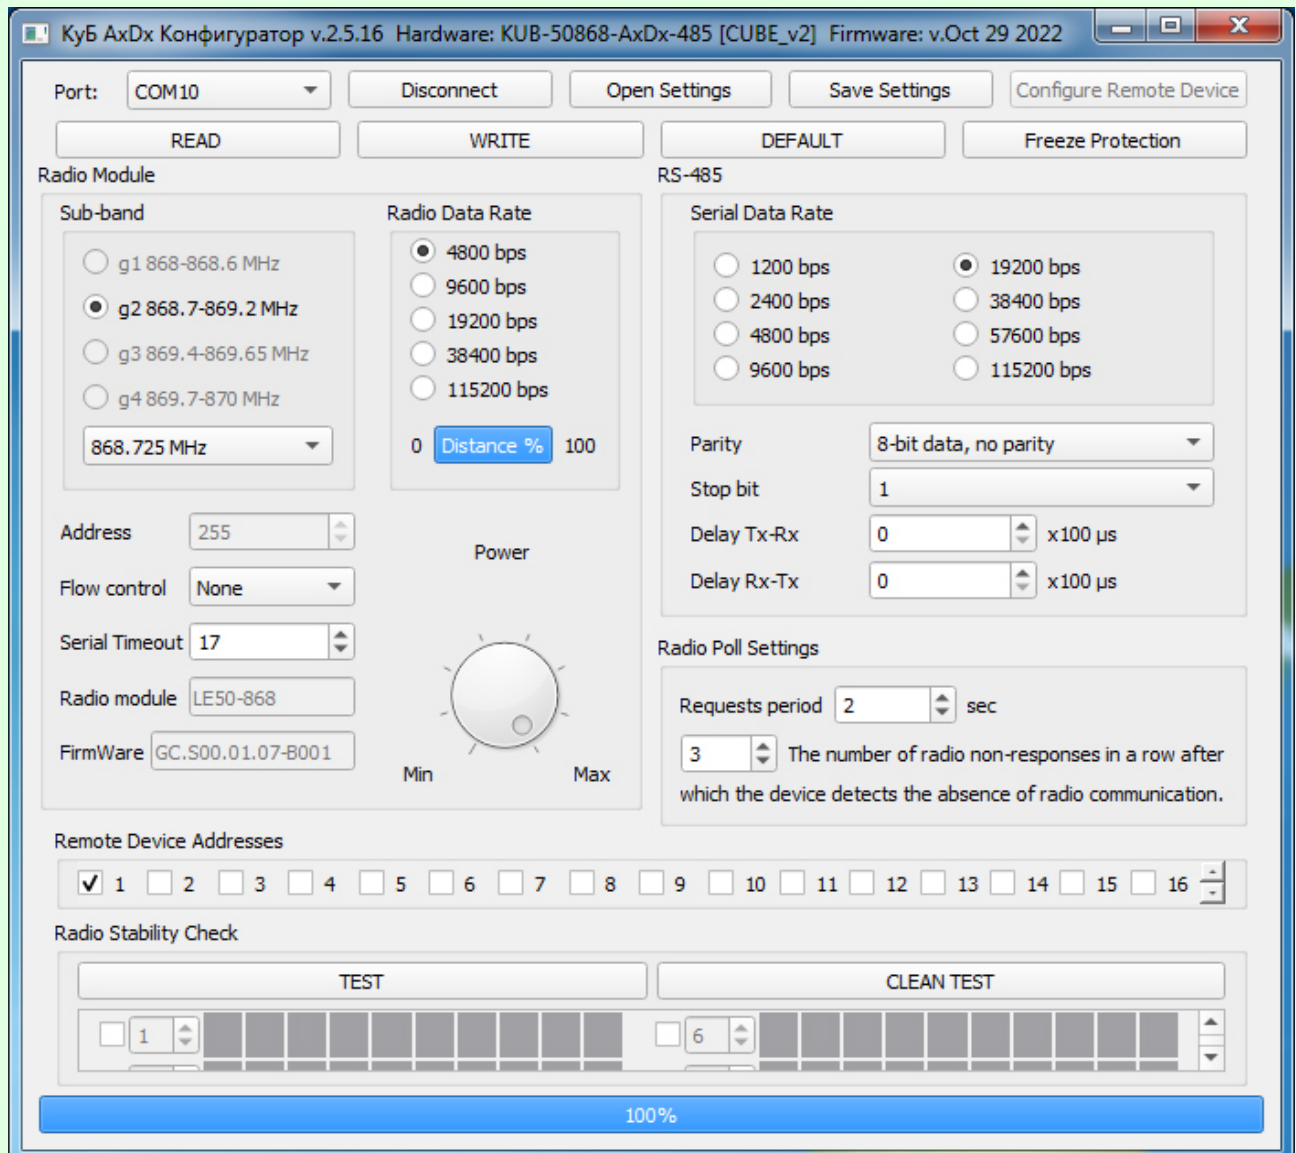 КуБ AxDx Конфигуратор v.2.5.16 Hardware: KUB-50868-AxDx-485 [CUBE_v2] Firmware: v.Oct 29 2022
Port: COM10 Disconnect Open Settings Save Settings Configure Remote Device
READ WRITE DEFAULT Freeze Protection
Radio Module
Sub-band
g1 868-868.6 MHz
g2 868.7-869.2 MHz
g3 869.4-869.65 MHz
g4 869.7-870 MHz
868.725 MHz
Radio Data Rate
4800 bps
9600 bps
19200 bps
38400 bps
115200 bps
0 Distance % 100
Address 255
Flow control None
Serial Timeout 17
Radio module LE50-868
FirmWare GC.S00.01.07-B001
Power
Min Max
RS-485
Serial Data Rate
1200 bps 19200 bps
2400 bps 38400 bps
4800 bps 57600 bps
9600 bps 115200 bps
Parity 8-bit data, no parity
Stop bit 1
Delay Tx-Rx 0 x100 µs
Delay Rx-Tx 0 x100 µs
Radio Poll Settings
Requests period 2 sec
3 The number of radio non-responses in a row after
which the device detects the absence of radio communication.
Remote Device Addresses
1 2 3 4 5 6 7 8 9 10 11 12 13 14 15 16
Radio Stability Check
TEST CLEAN TEST
1 6
100%